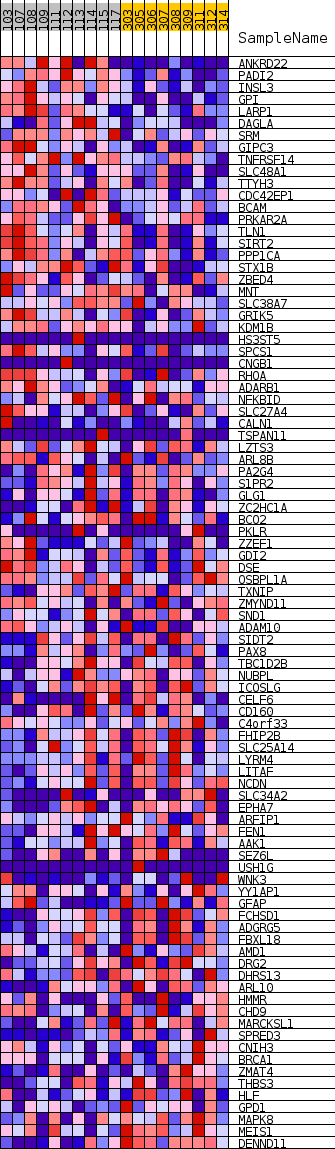 103 107 108 109 111 112 113 114 115 117 303 305 306 307 308 309 311 312 314
SampleName
ANKRD22
PADI2
INSL3
GPI
LARP1
DAGLA
SRM
GIPC3
TNFRSF14
SLC48A1
TTYH3
CDC42EP1
BCAM
PRKAR2A
TLN1
SIRT2
PPP1CA
STX1B
ZBED4
MNT
SLC38A7
GRIK5
KDM1B
HS3ST5
SPCS1
CNGB1
RHOA
ADARB1
NFKBID
SLC27A4
CALN1
TSPAN11
LZTS3
ARL8B
PA2G4
S1PR2
GLG1
ZC2HC1A
BCO2
PKLR
ZZEF1
GDI2
DSE
OSBPL1A
TXNIP
ZMYND11
SND1
ADAM10
SIDT2
PAX8
TBC1D2B
NUBPL
ICOSLG
CELF6
CD160
C4orf33
FHIP2B
SLC25A14
LYRM4
LITAF
NCDN
SLC34A2
EPHA7
ARFIP1
FEN1
AAK1
SEZ6L
USH1G
WNK3
YY1AP1
GFAP
FCHSD1
ADGRG5
FBXL18
AMD1
DRG2
DHRS13
ARL10
HMMR
CHD9
MARCKSL1
SPRED3
CNIH3
BRCA1
ZMAT4
THBS3
HLF
GPD1
MAPK8
MEIS1
DENND11